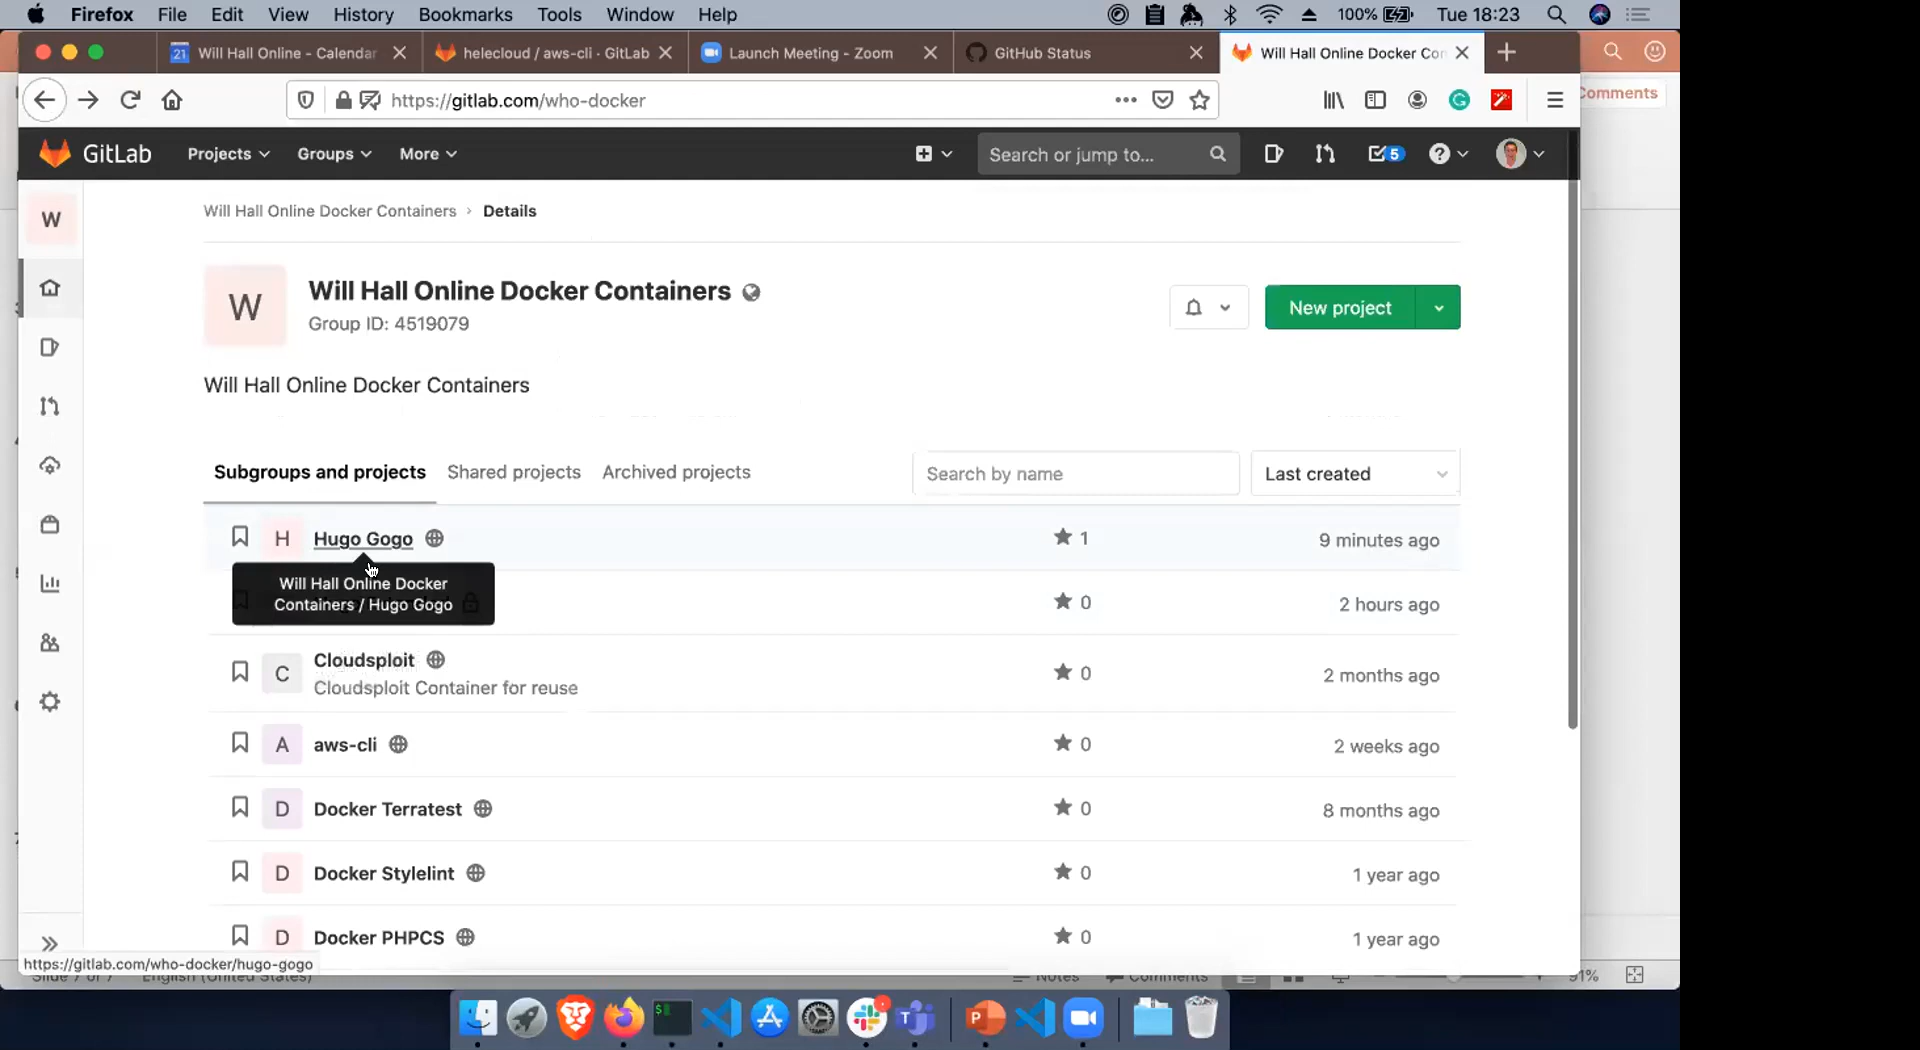 Firefox File Edit View History Bookmarks Tools Window Help 100% Tue 18:23
Will Hall Online - Calendar helecloud / aws-cli · GitLab Launch Meeting - Zoom GitHub Status Will Hall Online Docker Con
https://gitlab.com/who-docker
Comments
GitLab Projects Groups More Search or jump to... 5
W
Will Hall Online Docker Containers › Details
W
Will Hall Online Docker Containers
Group ID: 4519079
New project
Will Hall Online Docker Containers
Subgroups and projects Shared projects Archived projects Search by name Last created
H Hugo Gogo 1 9 minutes ago
Will Hall Online Docker
Containers / Hugo Gogo
0 2 hours ago
C Cloudsploit 0 2 months ago
Cloudsploit Container for reuse
A aws-cli 0 2 weeks ago
D Docker Terratest 0 8 months ago
D Docker Stylelint 0 1 year ago
D Docker PHPCS 0 1 year ago
https://gitlab.com/who-docker/hugo-gogo
English (United States) Notes Comments 91%